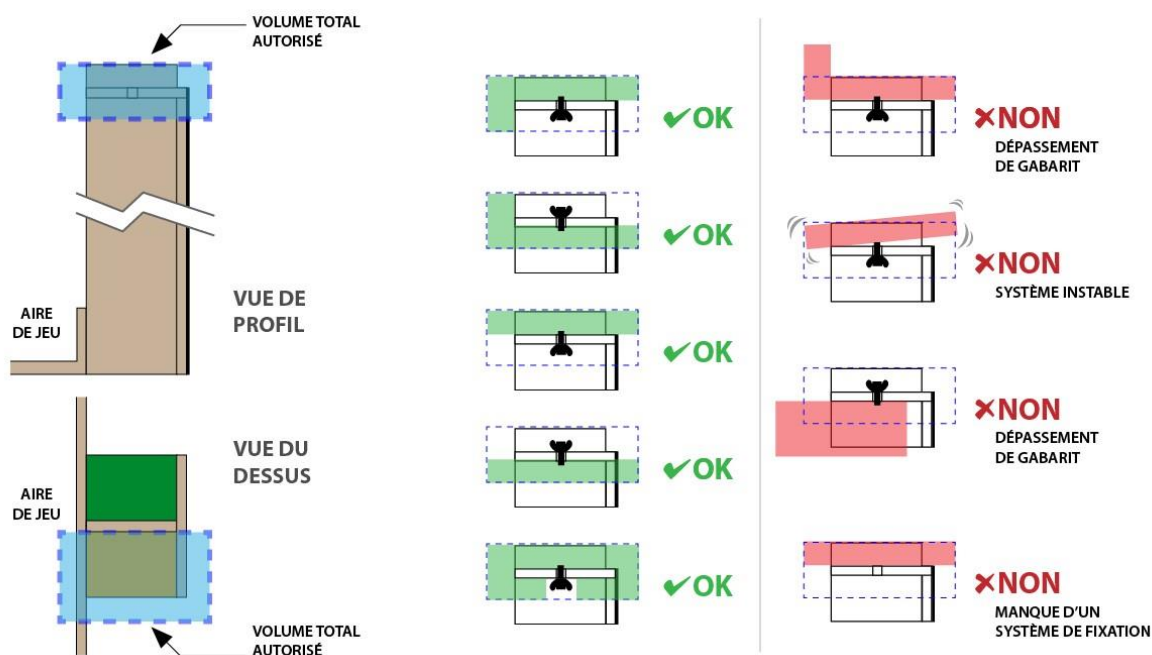 VOLUME TOTAL
AUTORISÉ
AIRE
DE JEU
VUE DE
PROFIL
VUE DU
DESSUS
AIRE
DE JEU
VOLUME TOTAL
AUTORISÉ
OK
OK
OK
OK
OK
NON
DÉPASSEMENT
DE GABARIT
NON
SYSTÈME INSTABLE
NON
DÉPASSEMENT
DE GABARIT
NON
MANQUE D'UN
SYSTÈME DE FIXATION